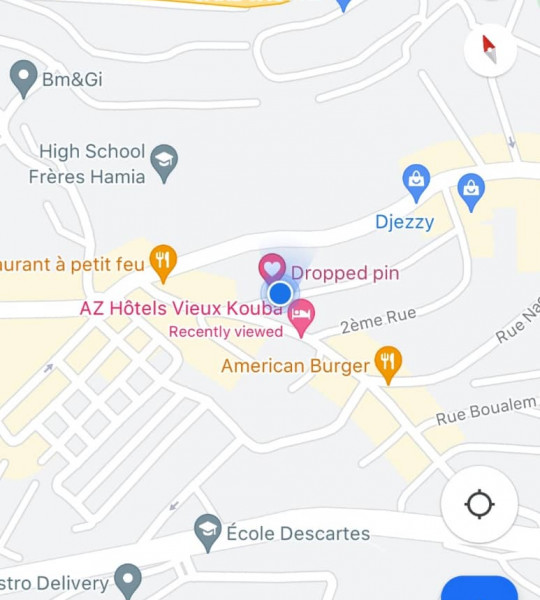 Bm&Gi
High School
Frères Hamia
Djezzy
aurant à petit feu
Dropped pin
AZ Hôtels Vieux Kouba
Recently viewed
2ème Rue
Rue Na
American Burger
Rue Boualem
École Descartes
stro Delivery